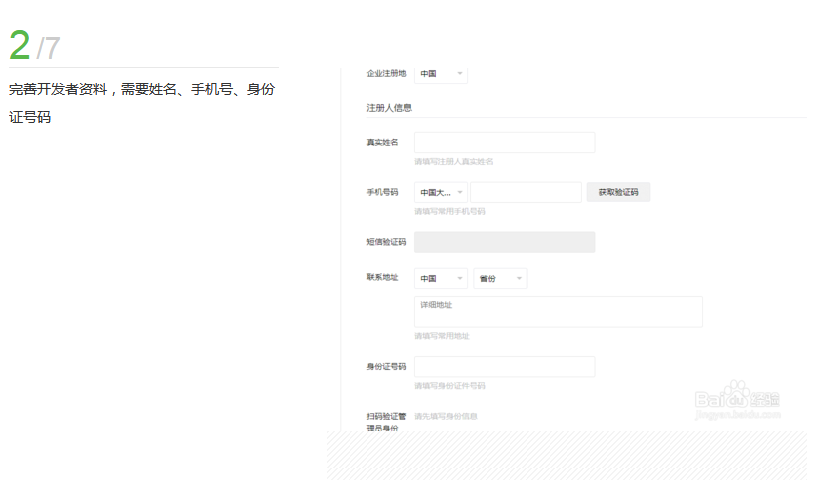 2/7
完善开发者资料，需要姓名、手机号、身份
证号码
企业注册地 中国
注册人信息
真实姓名
请填写注册人真实姓名
手机号码 中国大... 获取验证码
请填写常用手机号码
短信验证码
联系地址 中国 省份
详细地址
请填写常用地址
身份证号码
请填写身份证件号码
扫码验证管 请先填写身份信息
理员身份
Baidu 经验
jingyan.baidu.com